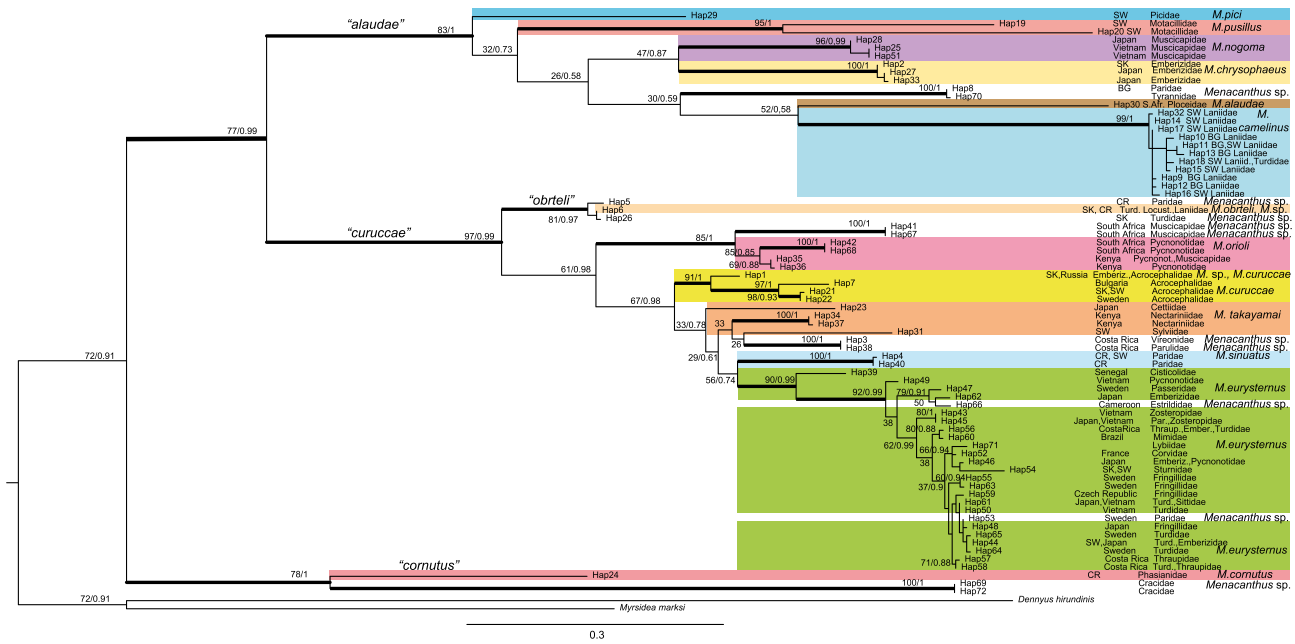 "alaudae"
83/1
Hap29 SW Picidae M.pici
32/0.73
95/1
Hap19 SW Motacillidae M.pusillus
Hap20 SW Motacillidae
47/0.87
96/0,99
Hap28 Japan Muscicapidae
Hap25 Vietnam Muscicapidae M.nogoma
Hap51 Vietnam Muscicapidae
26/0.58
100/1
Hap2 SK Emberizidae
Hap27 Japan Emberizidae M.chrysophaeus
Hap33 Japan Emberizidae
30/0.59
100/1
Hap8 BG Paridae Menacanthus sp.
Hap70 Tyrannidae
52/0,58
Hap30 S.Afr. Ploceidae M.alaudae
99/1
Hap32 SW Laniidae M. camelinus
Hap14 SW Laniidae
Hap17 SW Laniidae
Hap10 BG Laniidae
Hap11 BG,SW Laniidae
Hap13 BG Laniidae
Hap18 SW Laniid.,Turdidae
Hap15 SW Laniidae
Hap9 BG Laniidae
Hap12 BG Laniidae
Hap16 SW Laniidae
77/0.99
"obrteli"
81/0.97
Hap5 CR Paridae Menacanthus sp.
Hap6 SK, CR Turd. Locust.,Laniidae M.obrteli, M.sp.
Hap26 SK Turdidae Menacanthus sp.
"curuccae"
97/0.99
100/1
Hap41 South Africa Muscicapidae Menacanthus sp.
Hap67 South Africa Muscicapidae Menacanthus sp.
85/1
85/0.85
100/1
Hap42 South Africa Pycnonotidae M.orioli
Hap68 South Africa Pycnonotidae
69/0.88
Hap35 Kenya Pycnonot.,Muscicapidae
Hap36 Kenya Pycnonotidae
61/0.98
91/1
Hap1 SK,Russia Emberiz.,Acrocephalidae M. sp., M.curuccae
97/1
Hap7 Bulgaria Acrocephalidae
98/0.93
Hap21 SK,SW Acrocephalidae M.curuccae
Hap22 Sweden Acrocephalidae
67/0.98
33/0.78
Hap23 Japan Cettiidae
33
100/1
Hap34 Kenya Nectariniidae M. takayamai
Hap37 Kenya Nectariniidae
Hap31 SW Sylviidae
26
100/1
Hap3 Costa Rica Vireonidae Menacanthus sp.
Hap38 Costa Rica Parulidae Menacanthus sp.
29/0.61
100/1
Hap4 CR, SW Paridae M.sinuatus
Hap40 CR Paridae
56/0.74
90/0.99
Hap39 Senegal Cisticolidae
92/0.99
Hap49 Vietnam Pycnonotidae
79/0.91
Hap47 Sweden Passeridae M.eurysternus
Hap62 Japan Emberizidae
50
Hap66 Cameroon Estrildidae Menacanthus sp.
38
80/1
Hap43 Vietnam Zosteropidae
Hap45 Japan,Vietnam Par.,Zosteropidae
80/0.88
Hap56 CostaRica Thraup.,Ember.,Turdidae
Hap60 Brazil Mimidae
62/0.99
66/0.94
Hap71 Lybiidae M.eurysternus
Hap52 France Corvidae
38
Hap46 Japan Emberiz.,Pycnonotidae
Hap54 SK,SW Sturnidae
60/0.94
Hap55 Sweden Fringillidae
37/0.9
Hap63 Sweden Fringillidae
Hap59 Czech Republic Fringillidae
Hap61 Japan,Vietnam Turd.,Sittidae
Hap50 Vietnam Turdidae
Hap53 Sweden Paridae Menacanthus sp.
Hap48 Japan Fringillidae
Hap65 Sweden Turdidae
Hap44 SW,Japan Turd.,Emberizidae
Hap64 Sweden Turdidae M.eurysternus
71/0.88
Hap57 Costa Rica Thraupidae
Hap58 Costa Rica Turd.,Thraupidae
72/0.91
"cornutus"
78/1
Hap24 CR Phasianidae M.cornutus
100/1
Hap69 Cracidae Menacanthus sp.
Hap72 Cracidae
72/0.91
Dennyus hirundinis
Myrsidea marksi
0.3